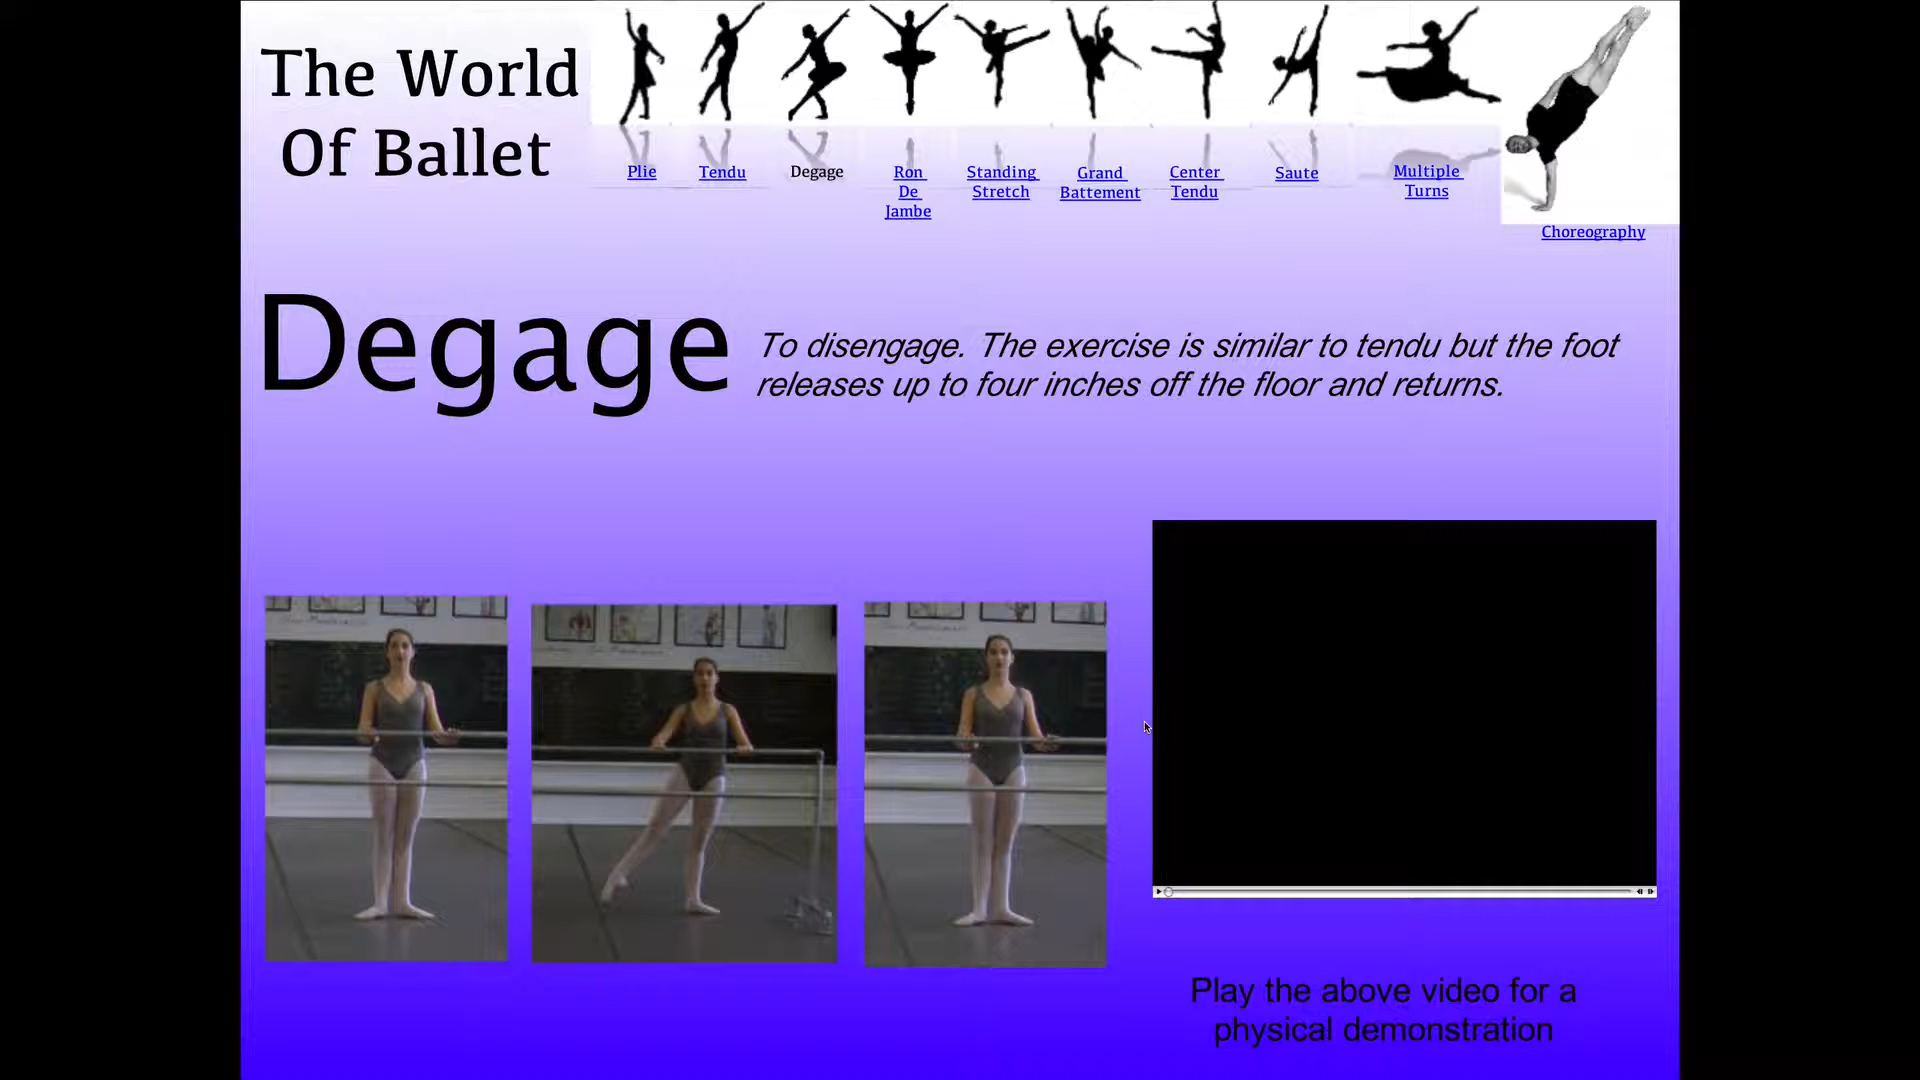 The World
Of Ballet
Plie
Tendu
Degage
Ron
De
Jambe
Standing
Stretch
Grand
Battement
Center
Tendu
Saute
Multiple
Turns
Choreography
Degage
To disengage. The exercise is similar to tendu but the foot
releases up to four inches off the floor and returns.
Play the above video for a
physical demonstration